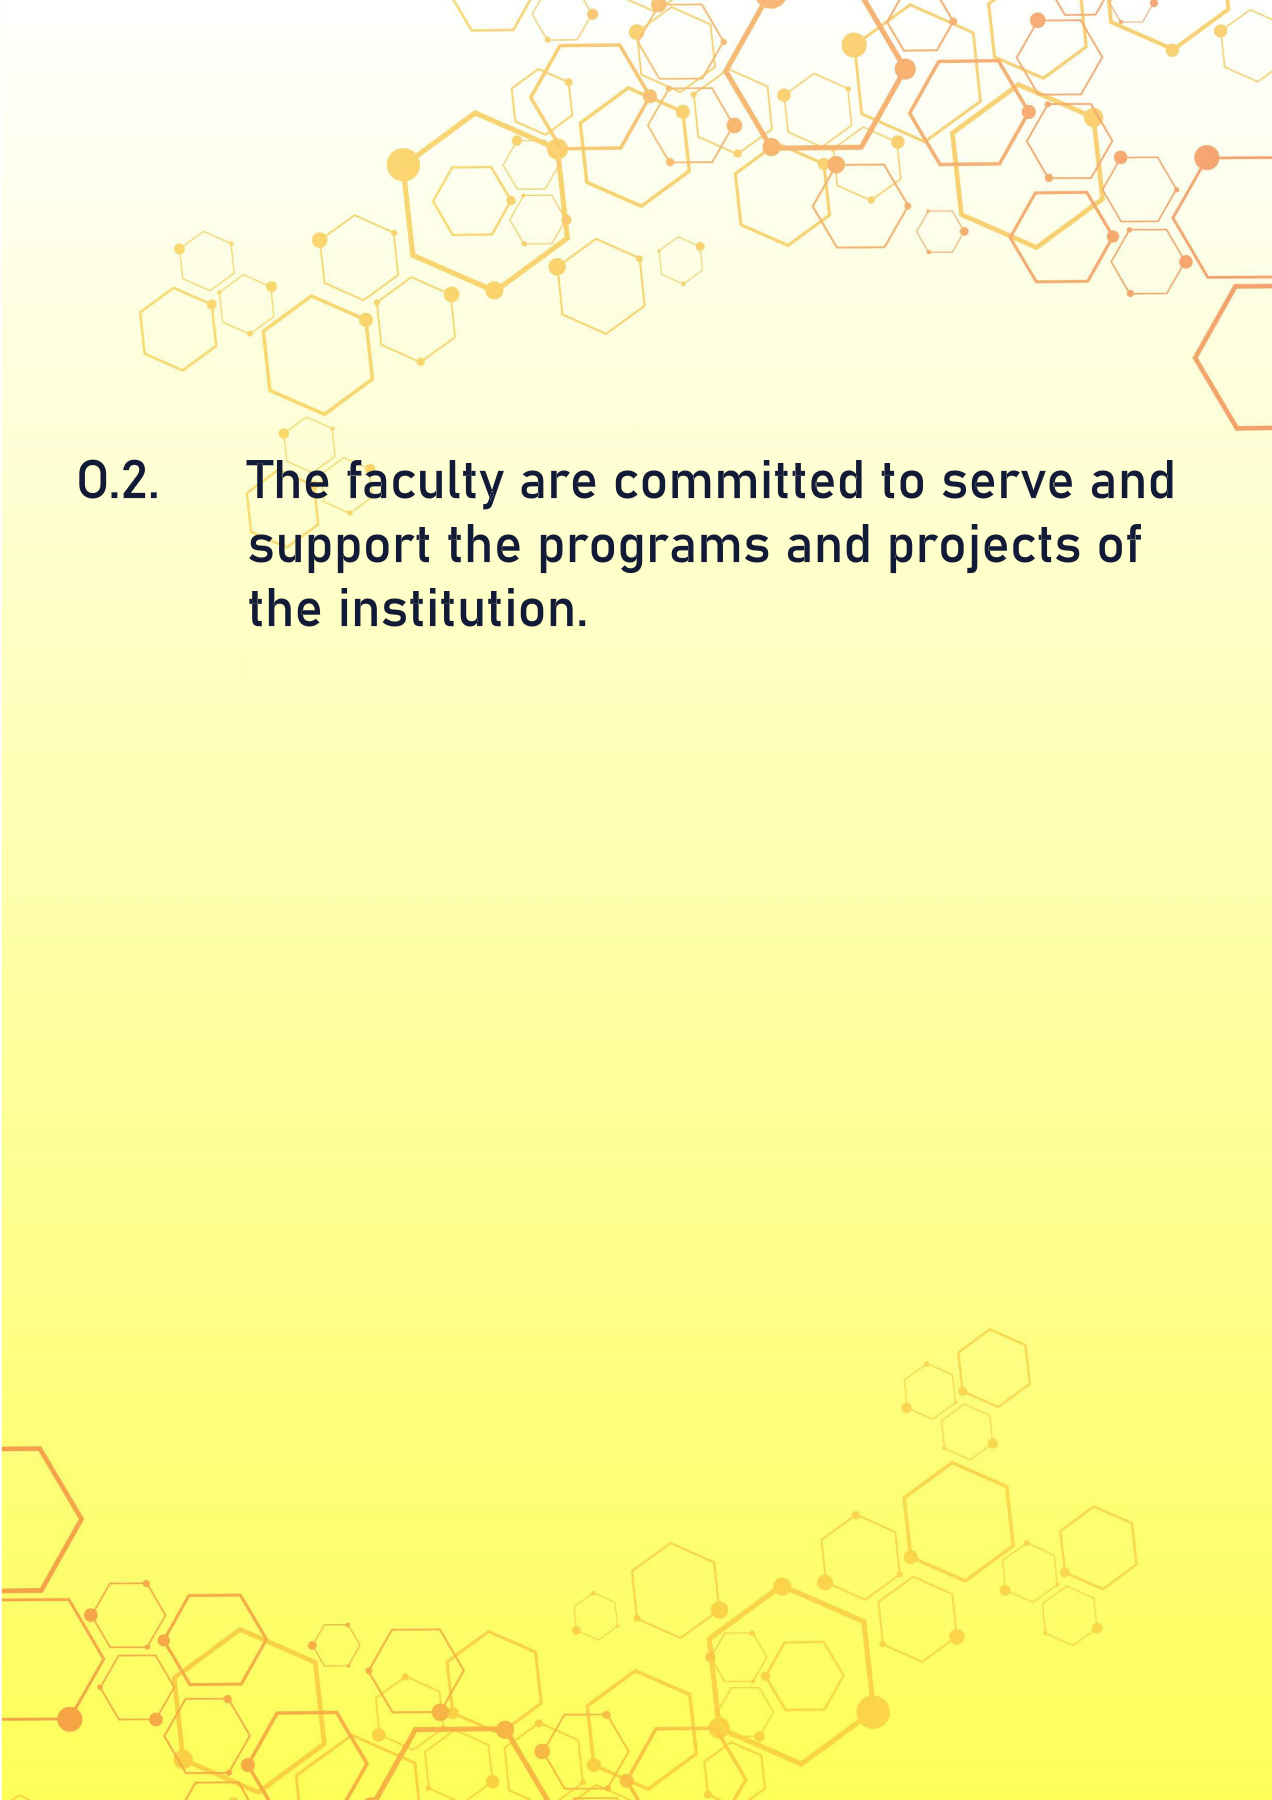 O.2. The faculty are committed to serve and
support the programs and projects of
the institution.